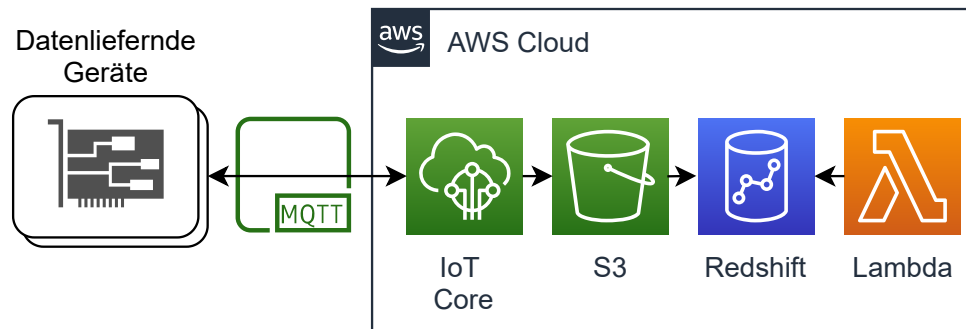 Datenliefernde
Geräte
aws
AWS Cloud
MQTT
IoT
Core
S3
Redshift
Lambda